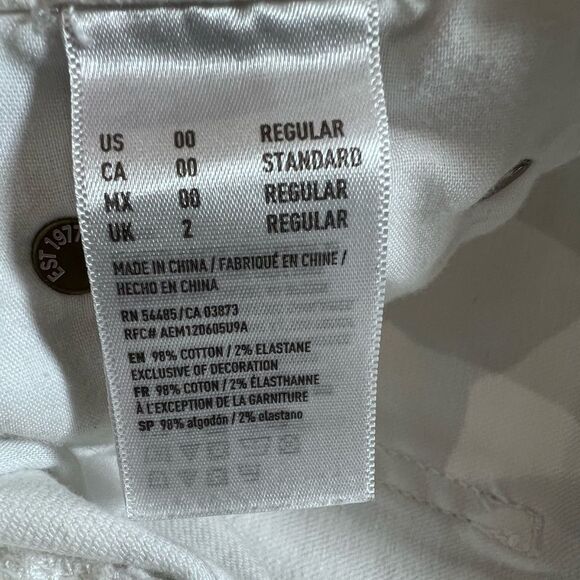 US 00 REGULAR
CA 00 STANDARD
MX 00 REGULAR
UK 2 REGULAR
MADE IN CHINA / FABRIQUÉ EN CHINE /
HECHO EN CHINA
RN 54485/CA 03873
RFC# AEM120605U9A
EN 98% COTTON / 2% ELASTANE
EXCLUSIVE OF DECORATION
FR 98% COTON / 2% ÉLASTHANNE
À L'EXCEPTION DE LA GARNITURE
SP 98% algodón / 2% elastano
EST 1977